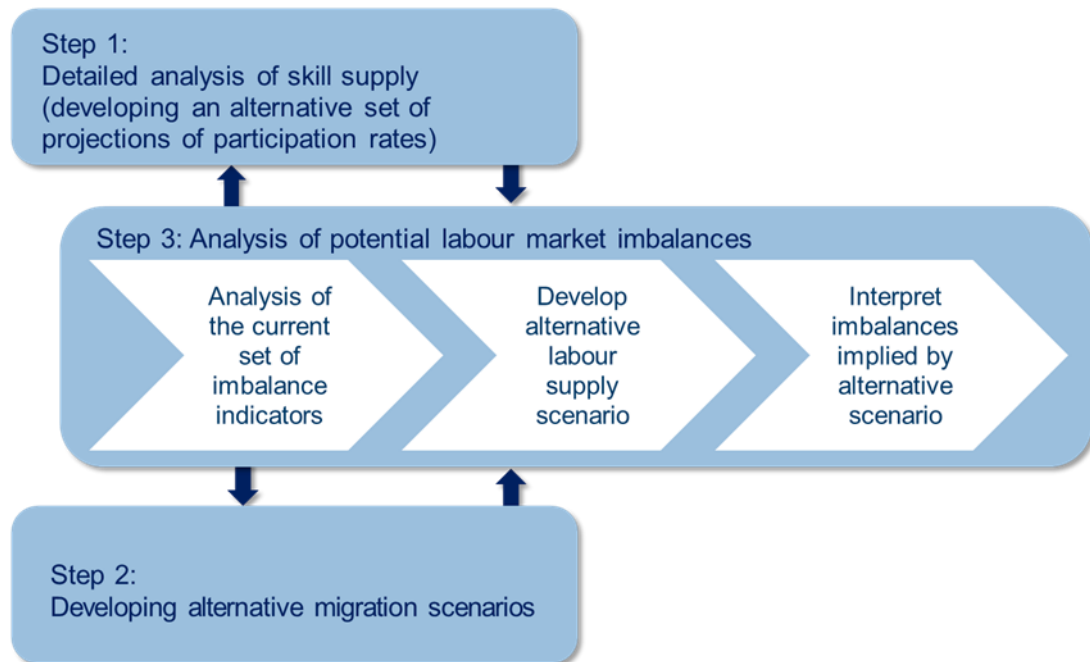 Step 1:
Detailed analysis of skill supply
(developing an alternative set of
projections of participation rates)
Step 3: Analysis of potential labour market imbalances
Analysis of
the current
set of
imbalance
indicators
Develop
alternative
labour
supply
scenario
Interpret
imbalances
implied by
alternative
scenario
Step 2:
Developing alternative migration scenarios